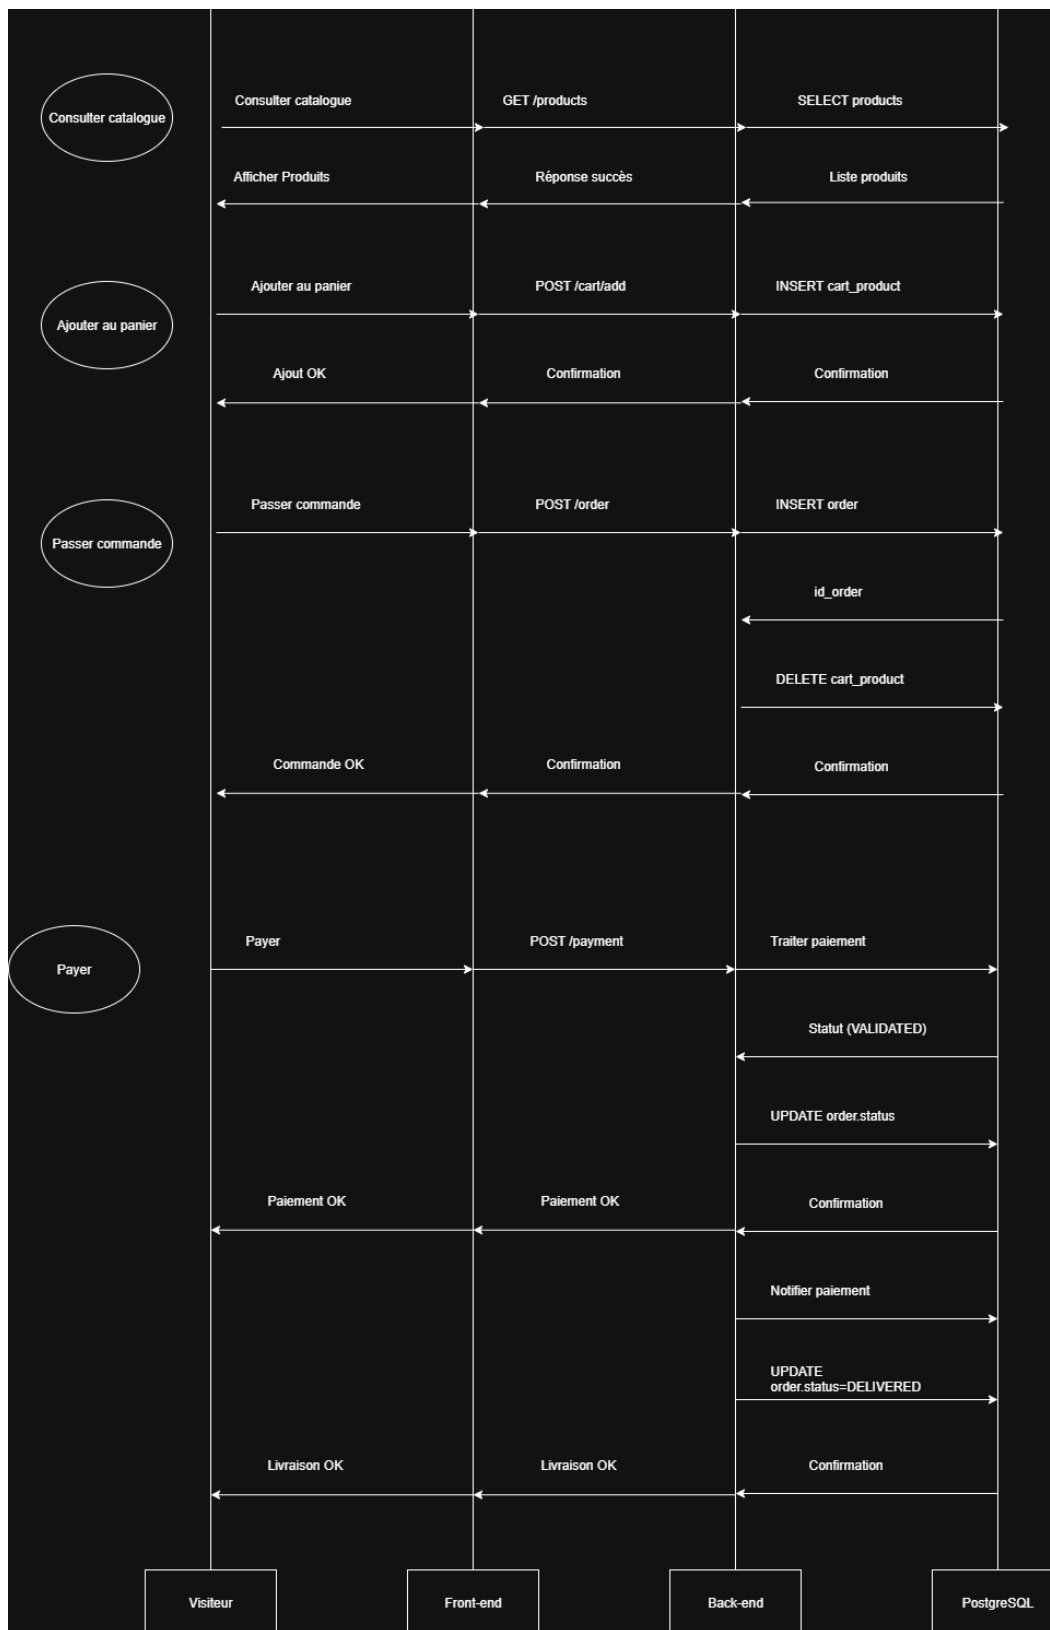 Consulter catalogue
GET /products
SELECT products
Consulter catalogue
Afficher Produits
Réponse succès
Liste produits
Ajouter au panier
POST /cart/add
INSERT cart_product
Ajouter au panier
Ajout OK
Confirmation
Confirmation
Passer commande
POST /order
INSERT order
Passer commande
id_order
DELETE cart_product
Commande OK
Confirmation
Confirmation
Payer
POST /payment
Traiter paiement
Payer
Statut (VALIDATED)
UPDATE order.status
Paiement OK
Paiement OK
Confirmation
Notifier paiement
UPDATE
order.status=DELIVERED
Livraison OK
Livraison OK
Confirmation
Visiteur
Front-end
Back-end
PostgreSQL